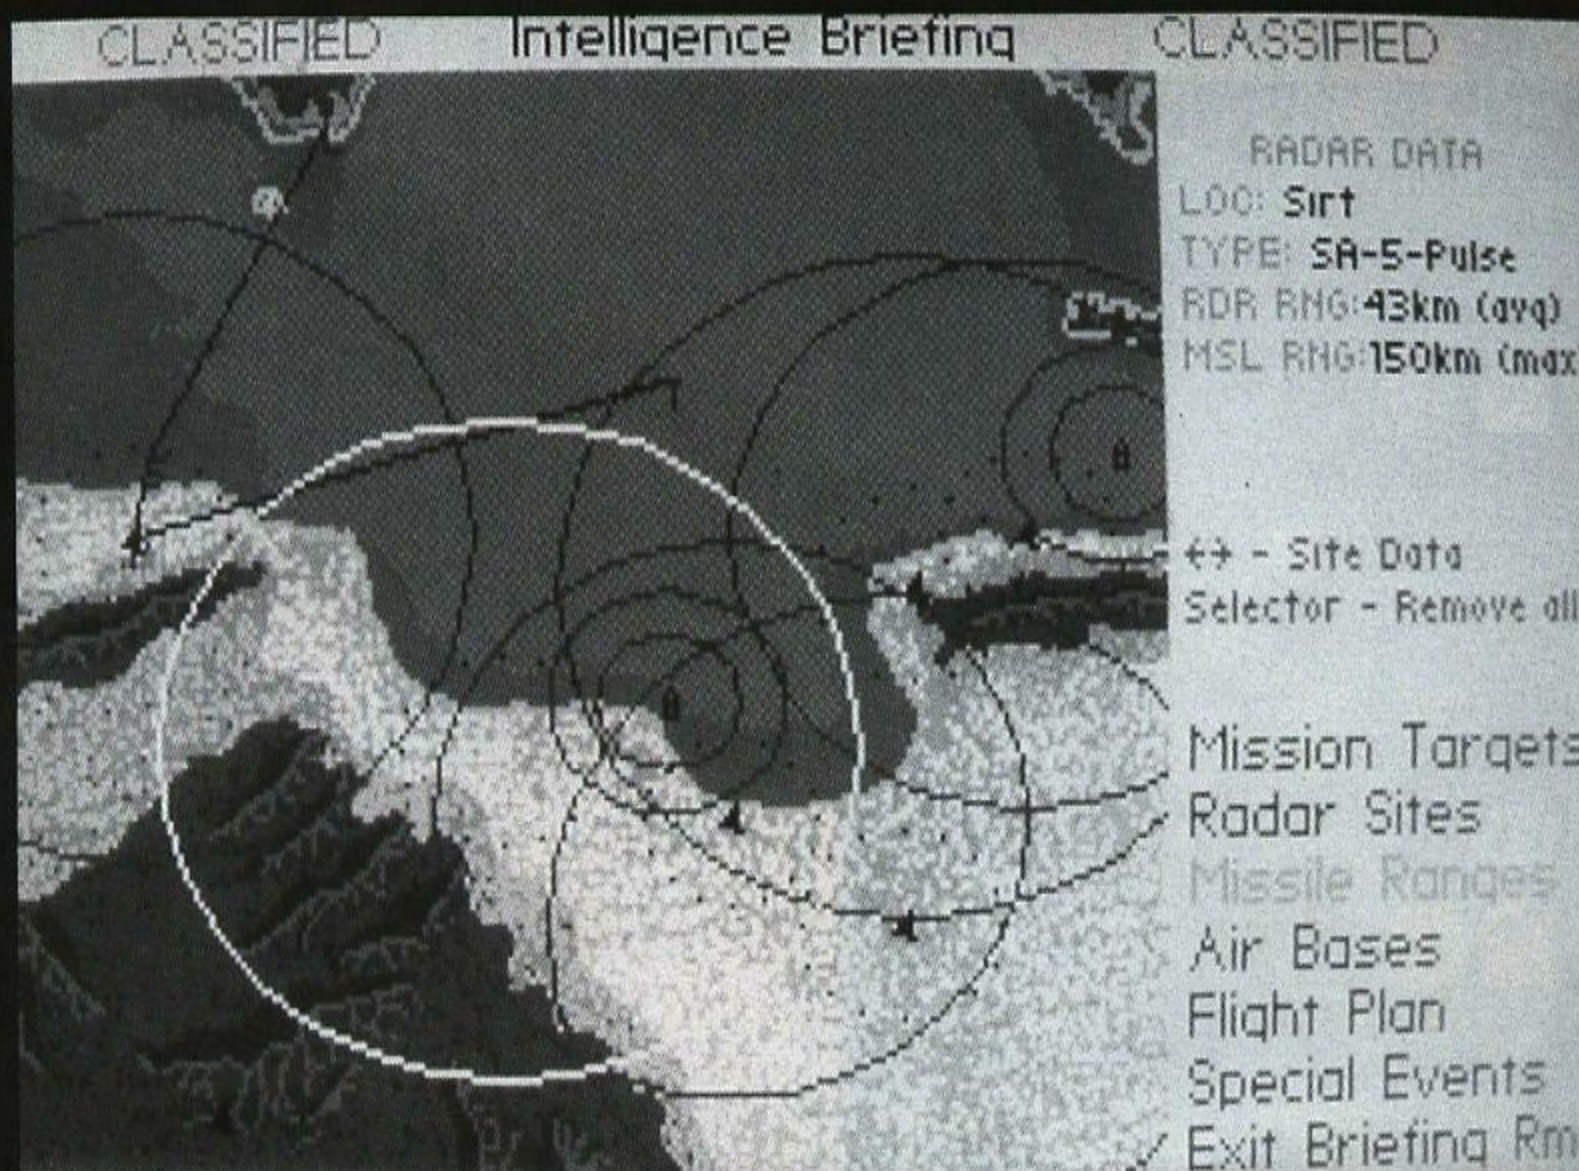 CLASSIFIED Intelligence Briefing CLASSIFIED
RADAR DATA
LOC: Sirt
TYPE: SA-5-Pulse
RDR RNG:43km (avg)
MSL RNG:150km (max
←→ - Site Data
Selector - Remove all
Mission Targets
Radar Sites
Missile Ranges
Air Bases
Flight Plan
Special Events
Exit Briefing Rm